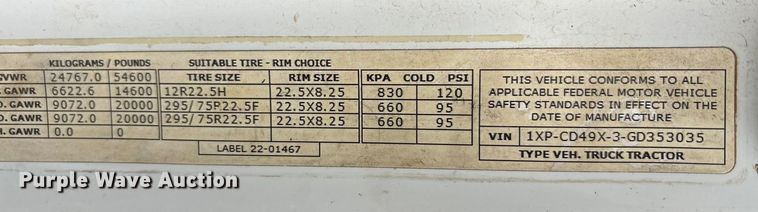 KILOGRAMS / POUNDS SUITABLE TIRE - RIM CHOICE
GVWR 24767.0 54600 TIRE SIZE RIM SIZE KPA COLD PSI
. GAWR 6622.6 14600 12R22.5H 22.5X8.25 830 120
D. GAWR 9072.0 20000 295/ 75R22.5F 22.5X8.25 660 95
D. GAWR 9072.0 20000 295/ 75R22.5F 22.5X8.25 660 95
H. GAWR 0.0 0
LABEL 22-01467
THIS VEHICLE CONFORMS TO ALL
APPLICABLE FEDERAL MOTOR VEHICLE
SAFETY STANDARDS IN EFFECT ON THE
DATE OF MANUFACTURE
VIN 1XP-CD49X-3-GD353035
TYPE VEH. TRUCK TRACTOR
Purple Wave Auction